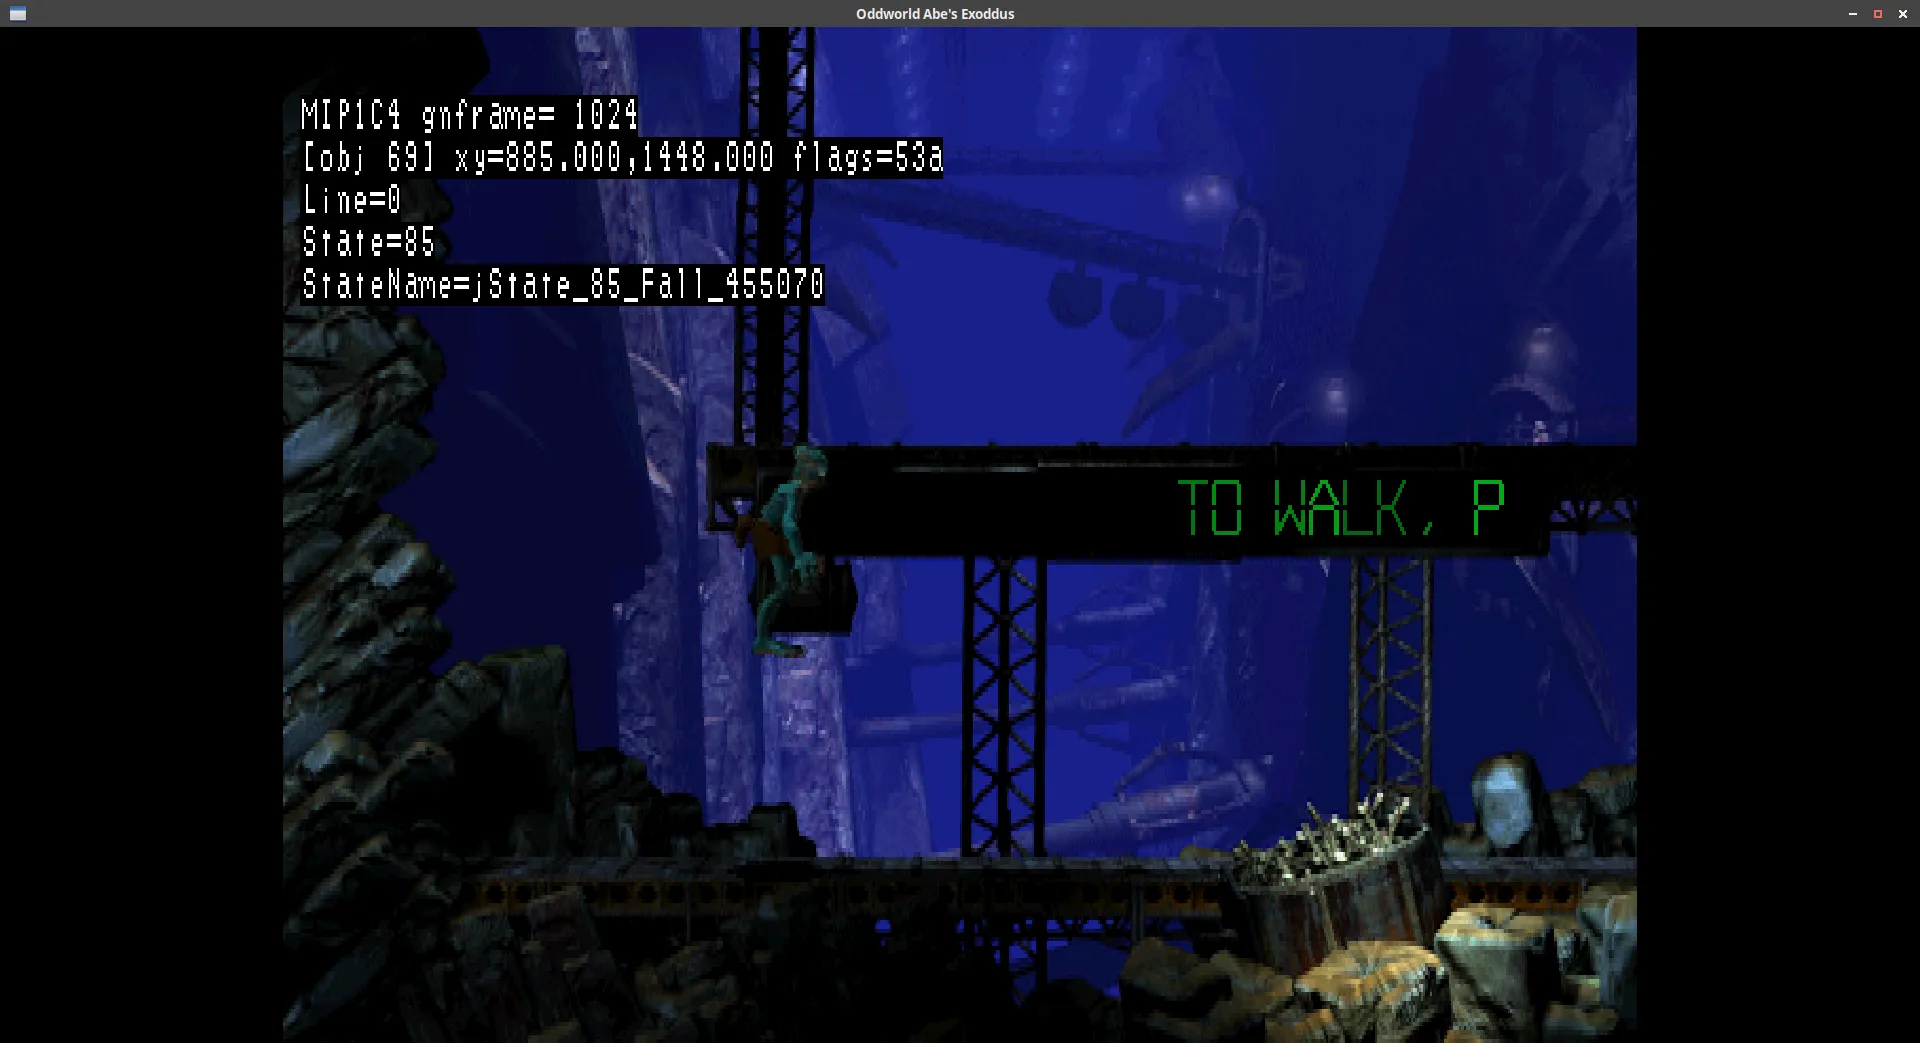 Oddworld Abe's Exoddus
MIP1C4 gnframe= 1024
[obj 69] xy=885.000,1448.000 flags=53a
Line=0
State=85
StateName=jState_85_Fall_455070
TO WALK, P